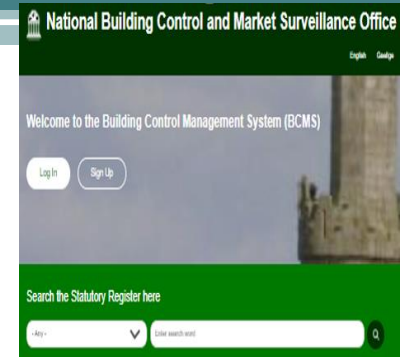 National Building Control and Market Surveillance Office
English Gaeilge
Welcome to the Building Control Management System (BCMS)
Log In Sign Up
Search the Statutory Register here
- Any - Enter search word